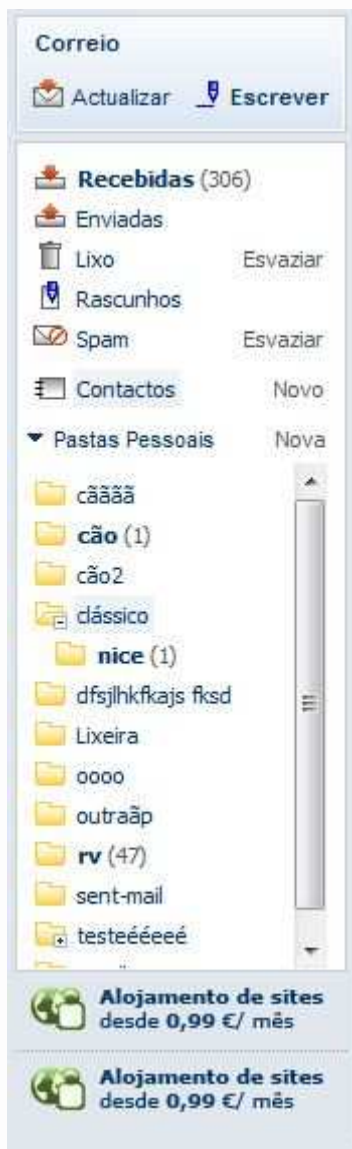 Correio
Actualizar Escrever
Recebidas (306)
Enviadas
Lixo Esvaziar
Rascunhos
Spam Esvaziar
Contactos Novo
Pastas Pessoais Nova
cãããã
cão (1)
cão2
clássico
nice (1)
dfsjlhkfkajs fksd
Lixeira
oooo
outraãp
rv (47)
sent-mail
testeééeeé
Alojamento de sites
desde 0,99 €/ mês
Alojamento de sites
desde 0,99 €/ mês